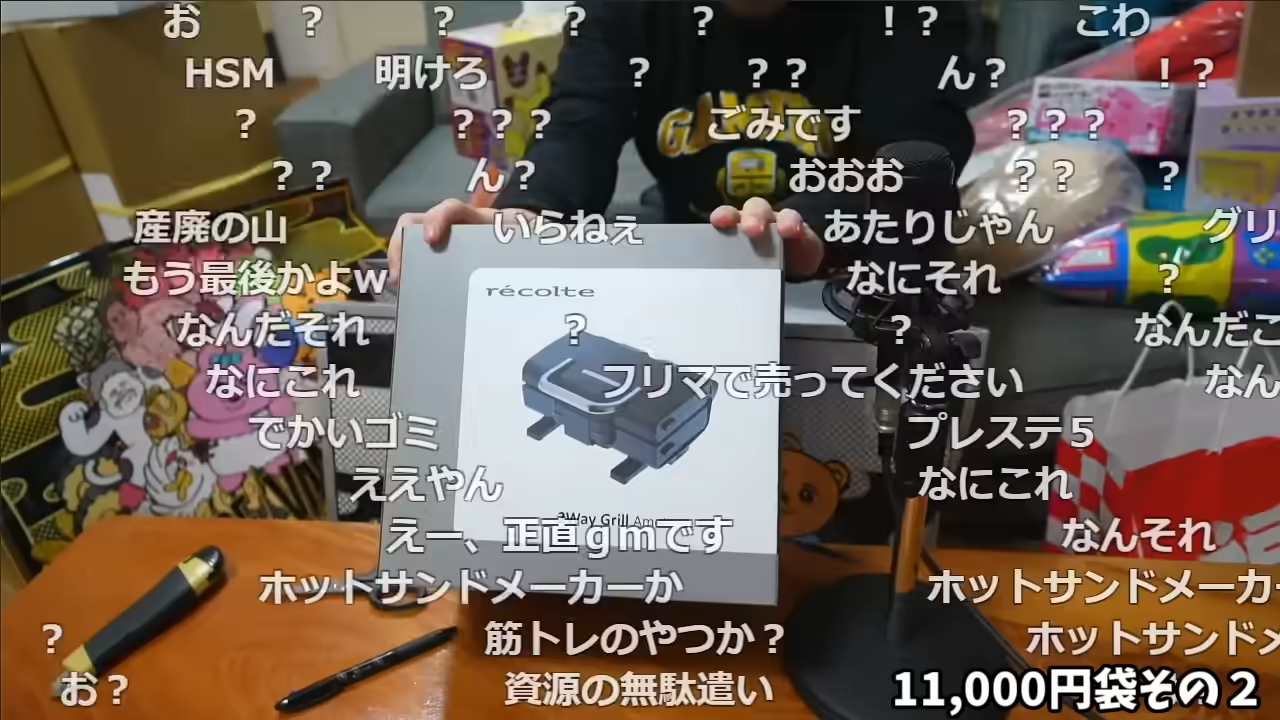 お ? ? ? ? !? こわ
HSM 明けろ ? ?? ん? !?
? ??? ごみです ???
?? ん? おおお ?? ?
産廃の山 いらねぇ あたりじゃん グリ
もう最後かよw なにそれ ?
récolte
なんだそれ ? ? なんだこ
なにこれ フリマで売ってください なん
でかいゴミ プレステ5
ええやん なにこれ
Way Grill
えー、正直gmです なんそれ
ホットサンドメーカーか ホットサンドメーカー
? 筋トレのやつか? ホットサンドメ
お? 資源の無駄遣い 11,000円袋その2